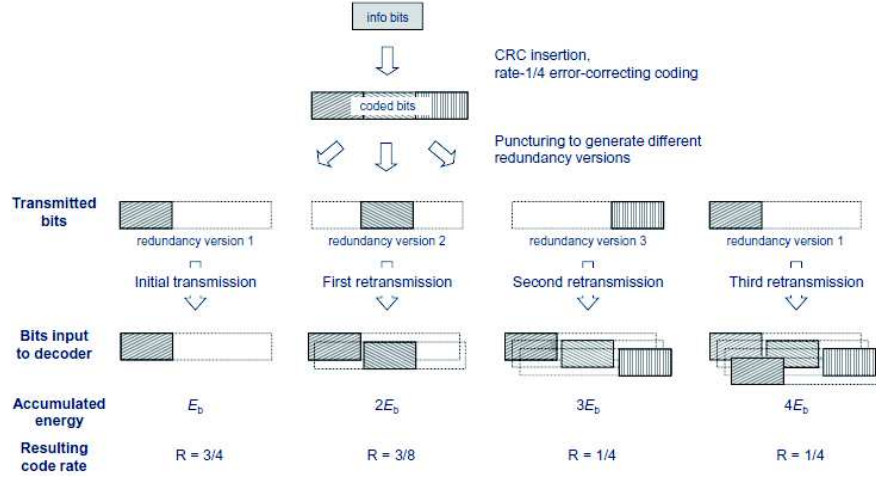 info bits
CRC insertion,
rate-1/4 error-correcting coding
coded bits
Puncturing to generate different
redundancy versions
Transmitted
bits
redundancy version 1
redundancy version 2
redundancy version 3
redundancy version 1
Initial transmission
First retransmission
Second retransmission
Third retransmission
Bits input
to decoder
Accumulated
energy
E_b
2E_b
3E_b
4E_b
Resulting
code rate
R = 3/4
R = 3/8
R = 1/4
R = 1/4